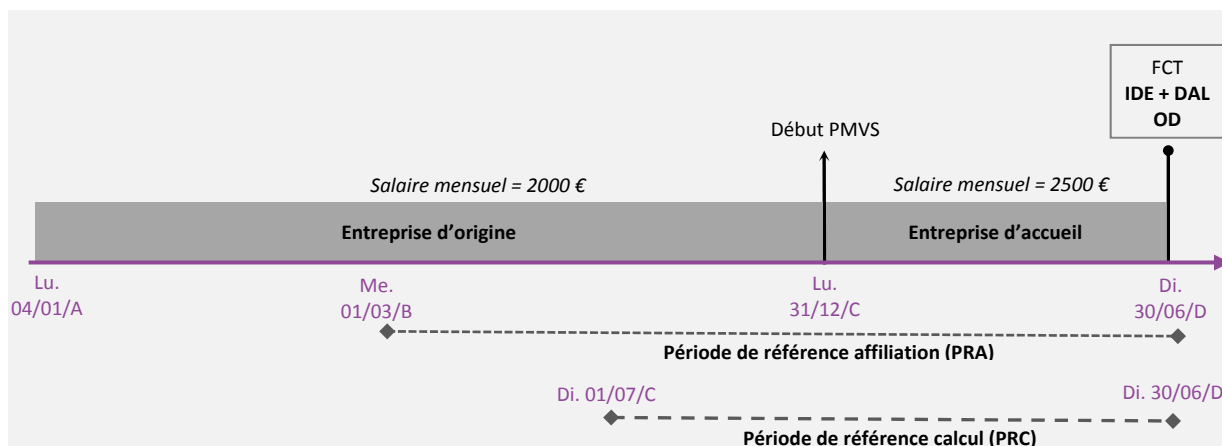 FCT
IDE + DAL
OD
Début PMVS
Salaire mensuel = 2000 €
Salaire mensuel = 2500 €
Entreprise d’origine
Entreprise d’accueil
Lu.
04/01/A
Me.
01/03/B
Lu.
31/12/C
Di.
30/06/D
Période de référence affiliation (PRA)
Di. 01/07/C
Di. 30/06/D
Période de référence calcul (PRC)